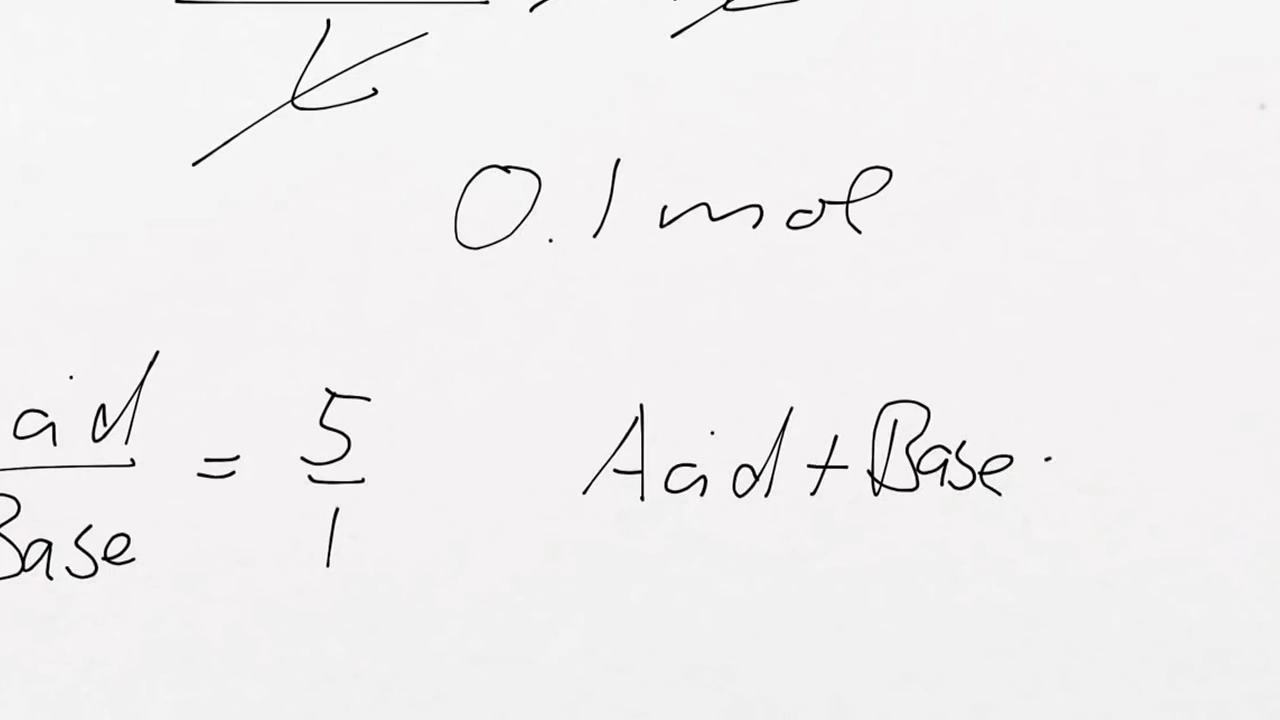 L
0.1 mol
aid = 5 Acid + Base.
Base 1